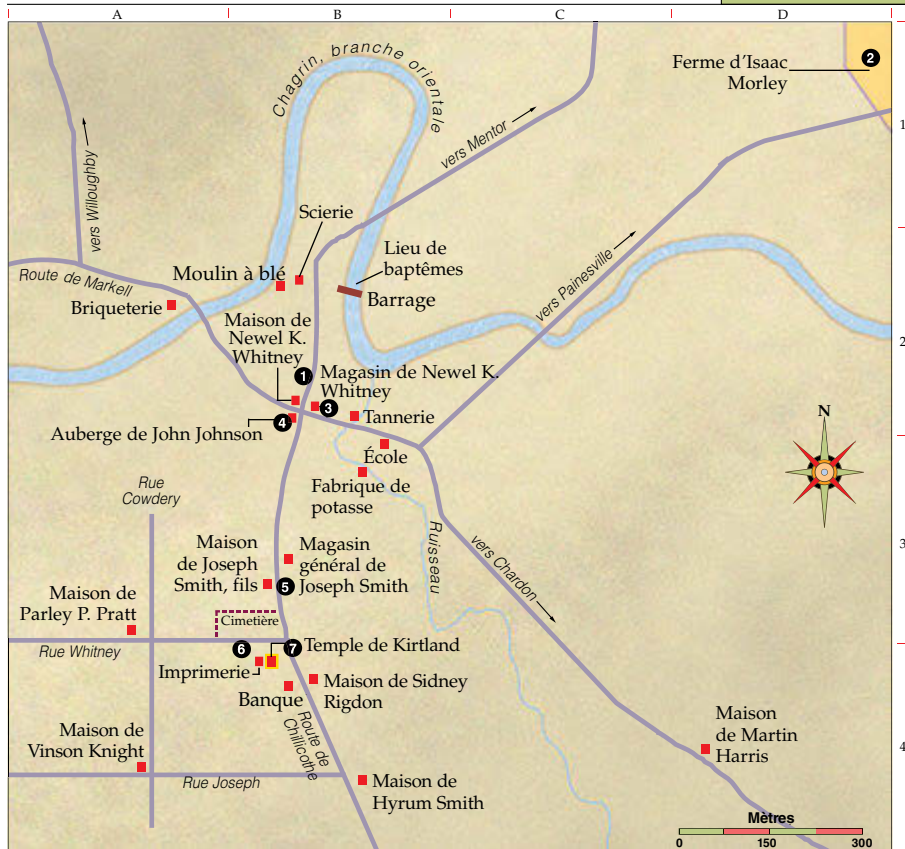 A
B
C
D
Chagrin, branche orientale
Ferme d'Isaac
Morley
2
1
vers Mentor
vers Willoughby
Scierie
Lieu de
baptêmes
vers Painesville
Route de Markell
Moulin à blé
Barrage
Briqueterie
Maison de
Newel K.
Whitney
2
1
Magasin de Newel K.
Whitney
3
4
Tannerie
Auberge de John Johnson
N
École
Fabrique de
potasse
Rue
Cowdery
Ruisseau
vers Chardon
3
Maison
de Joseph
Smith, fils
Magasin
général de
Joseph Smith
5
Maison de
Parley P. Pratt
Cimetière
Rue Whitney
6
7
Temple de Kirtland
Imprimerie
Maison de Sidney
Rigdon
Banque
Route de
Chillicothe
Maison de
Vinson Knight
Maison
de Martin
Harris
4
Rue Joseph
Maison de
Hyrum Smith
Mètres
0 150 300